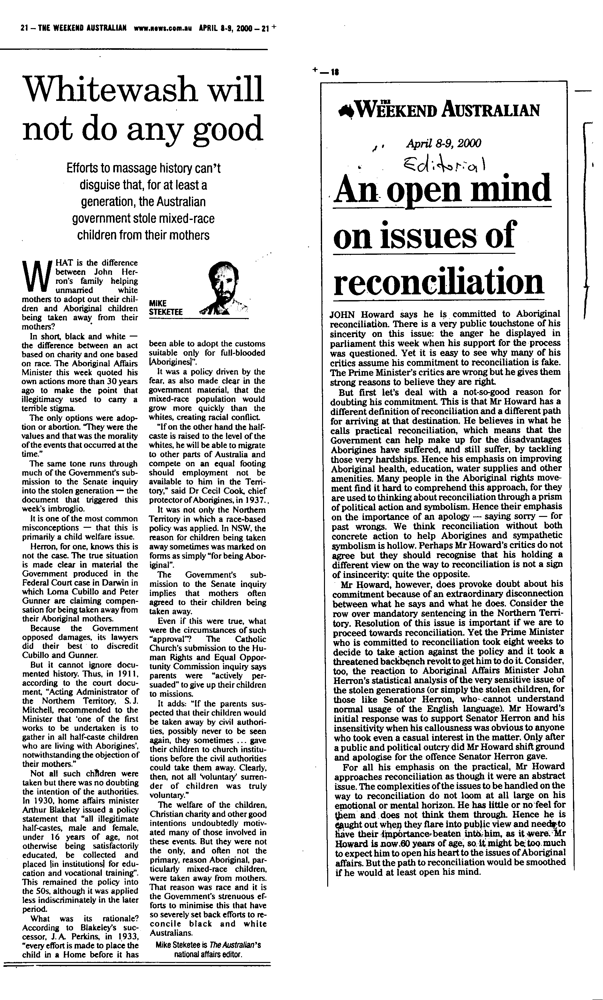 21 – THE WEEKEND AUSTRALIAN www.news.com.au APRIL 8-9, 2000 – 21 +
Whitewash will
not do any good
Efforts to massage history can't
disguise that, for at least a
generation, the Australian
government stole mixed-race
children from their mothers
WHAT is the difference
between John Her-
ron's family helping
unmarried white
mothers to adopt out their chil-
dren and Aboriginal children
being taken away from their
mothers?
In short, black and white —
the difference between an act
based on charity and one based
on race. The Aboriginal Affairs
Minister this week quoted his
own actions more than 30 years
ago to make the point that
illegitimacy used to carry a
terrible stigma.
The only options were adop-
tion or abortion. "They were the
values and that was the morality
of the events that occurred at the
time."
The same tone runs through
much of the Government's sub-
mission to the Senate inquiry
into the stolen generation — the
document that triggered this
week's imbroglio.
It is one of the most common
misconceptions — that this is
primarily a child welfare issue.
Herron, for one, knows this is
not the case. The true situation
is made clear in material the
Government produced in the
Federal Court case in Darwin in
which Lorna Cubillo and Peter
Gunner are claiming compen-
sation for being taken away from
their Aboriginal mothers.
Because the Government
opposed damages, its lawyers
did their best to discredit
Cubillo and Gunner.
But it cannot ignore docu-
mented history. Thus, in 1911,
according to the court docu-
ment, "Acting Administrator of
the Northern Territory, S. J.
Mitchell, recommended to the
Minister that 'one of the first
works to be undertaken is to
gather in all half-caste children
who are living with Aborigines',
notwithstanding the objection of
their mothers."
Not all such children were
taken but there was no doubting
the intention of the authorities.
In 1930, home affairs minister
Arthur Blakeley issued a policy
statement that "all illegitimate
half-castes, male and female,
under 16 years of age, not
otherwise being satisfactorily
educated, be collected and
placed [in institutions] for edu-
cation and vocational training".
This remained the policy into
the 50s, although it was applied
less indiscriminately in the later
period.
What was its rationale?
According to Blakeley's suc-
cessor, J. A. Perkins, in 1933,
"every effort is made to place the
child in a Home before it has
MIKE
STEKETEE
been able to adopt the customs
suitable only for full-blooded
[Aborigines]".
It was a policy driven by the
fear, as also made clear in the
government material, that the
mixed-race population would
grow more quickly than the
whites, creating racial conflict.
"If on the other hand the half-
caste is raised to the level of the
whites, he will be able to migrate
to other parts of Australia and
compete on an equal footing
should employment not be
available to him in the Terri-
tory," said Dr Cecil Cook, chief
protector of Aborigines, in 1937.
It was not only the Northern
Territory in which a race-based
policy was applied. In NSW, the
reason for children being taken
away sometimes was marked on
forms as simply "for being Abor-
iginal".
The Government's sub-
mission to the Senate inquiry
implies that mothers often
agreed to their children being
taken away.
Even if this were true, what
were the circumstances of such
"approval"? The Catholic
Church's submission to the Hu-
man Rights and Equal Oppor-
tunity Commission inquiry says
parents were "actively per-
suaded" to give up their children
to missions.
It adds: "If the parents sus-
pected that their children would
be taken away by civil authori-
ties, possibly never to be seen
again, they sometimes ... gave
their children to church institu-
tions before the civil authorities
could take them away. Clearly,
then, not all 'voluntary' surren-
der of children was truly
voluntary."
The welfare of the children,
Christian charity and other good
intentions undoubtedly motiv-
ated many of those involved in
these events. But they were not
the only, and often not the
primary, reason Aboriginal, par-
ticularly mixed-race children,
were taken away from mothers.
That reason was race and it is
the Government's strenuous ef-
forts to minimise this that have
so severely set back efforts to re-
concile black and white
Australians.
Mike Steketee is The Australian's
national affairs editor.
+ — 18
THE WEEKEND AUSTRALIAN
April 8-9, 2000
Editorial
An open mind
on issues of
reconciliation
JOHN Howard says he is committed to Aboriginal
reconciliation. There is a very public touchstone of his
sincerity on this issue: the anger he displayed in
parliament this week when his support for the process
was questioned. Yet it is easy to see why many of his
critics assume his commitment to reconciliation is fake.
The Prime Minister's critics are wrong but he gives them
strong reasons to believe they are right.
But first let's deal with a not-so-good reason for
doubting his commitment. This is that Mr Howard has a
different definition of reconciliation and a different path
for arriving at that destination. He believes in what he
calls practical reconciliation, which means that the
Government can help make up for the disadvantages
Aborigines have suffered, and still suffer, by tackling
those very hardships. Hence his emphasis on improving
Aboriginal health, education, water supplies and other
amenities. Many people in the Aboriginal rights move-
ment find it hard to comprehend this approach, for they
are used to thinking about reconciliation through a prism
of political action and symbolism. Hence their emphasis
on the importance of an apology — saying sorry — for
past wrongs. We think reconciliation without both
concrete action to help Aborigines and sympathetic
symbolism is hollow. Perhaps Mr Howard's critics do not
agree but they should recognise that his holding a
different view on the way to reconciliation is not a sign
of insincerity: quite the opposite.
Mr Howard, however, does provoke doubt about his
commitment because of an extraordinary disconnection
between what he says and what he does. Consider the
row over mandatory sentencing in the Northern Terri-
tory. Resolution of this issue is important if we are to
proceed towards reconciliation. Yet the Prime Minister
who is committed to reconciliation took eight weeks to
decide to take action against the policy and it took a
threatened backbench revolt to get him to do it. Consider,
too, the reaction to Aboriginal Affairs Minister John
Herron's statistical analysis of the very sensitive issue of
the stolen generations (or simply the stolen children, for
those like Senator Herron, who cannot understand
normal usage of the English language). Mr Howard's
initial response was to support Senator Herron and his
insensitivity when his callousness was obvious to anyone
who took even a casual interest in the matter. Only after
a public and political outcry did Mr Howard shift ground
and apologise for the offence Senator Herron gave.
For all his emphasis on the practical, Mr Howard
approaches reconciliation as though it were an abstract
issue. The complexities of the issues to be handled on the
way to reconciliation do not loom at all large on his
emotional or mental horizon. He has little or no feel for
them and does not think them through. Hence he is
caught out when they flare into public view and needs to
have their importance beaten into him, as it were. Mr
Howard is now 60 years of age, so it might be too much
to expect him to open his heart to the issues of Aboriginal
affairs. But the path to reconciliation would be smoothed
if he would at least open his mind.